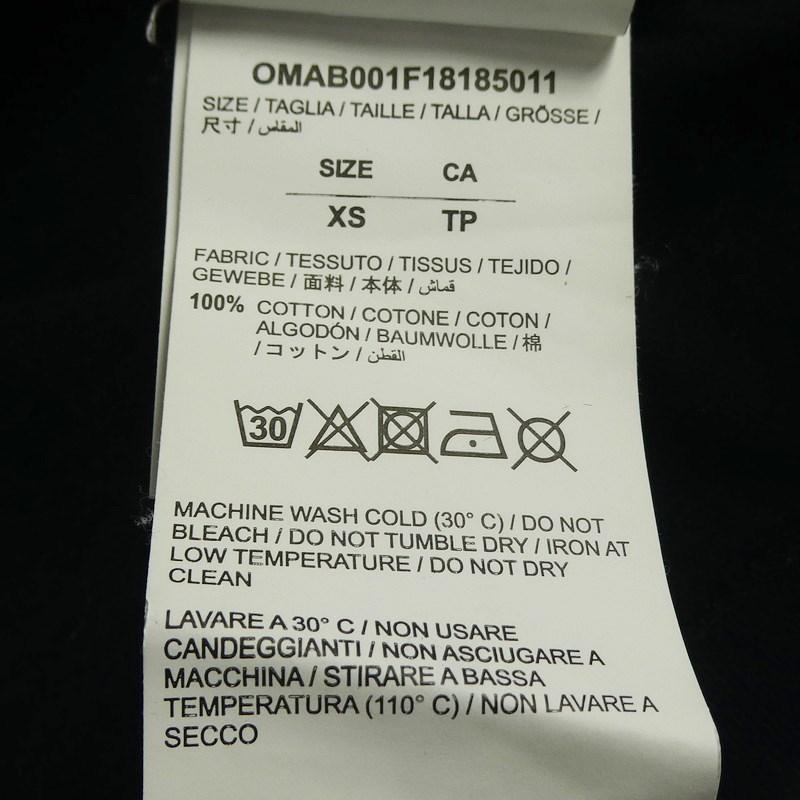 OMAB001F18185011
SIZE / TAGLIA / TAILLE / TALLA / GRÖSSE /
尺寸 / المقاس
SIZE CA
XS TP
FABRIC / TESSUTO / TISSUS / TEJIDO /
GEWEBE / 面料 / 本体 / قماش
100% COTTON / COTONE / COTON /
ALGODÓN / BAUMWOLLE / 棉
/ コットン / القطن
30
MACHINE WASH COLD (30° C) / DO NOT
BLEACH / DO NOT TUMBLE DRY / IRON AT
LOW TEMPERATURE / DO NOT DRY
CLEAN
LAVARE A 30° C / NON USARE
CANDEGGIANTI / NON ASCIUGARE A
MACCHINA / STIRARE A BASSA
TEMPERATURA (110° C) / NON LAVARE A
SECCO